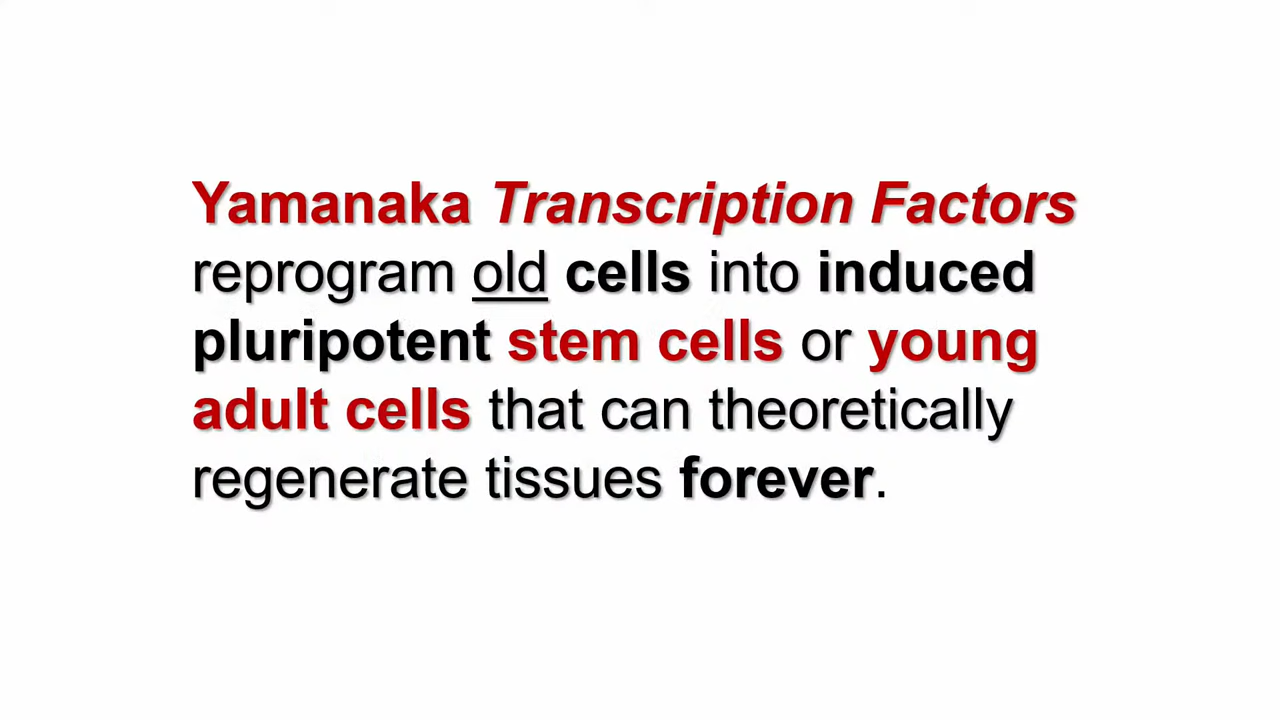 Yamanaka Transcription Factors
reprogram old cells into induced
pluripotent stem cells or young
adult cells that can theoretically
regenerate tissues forever.